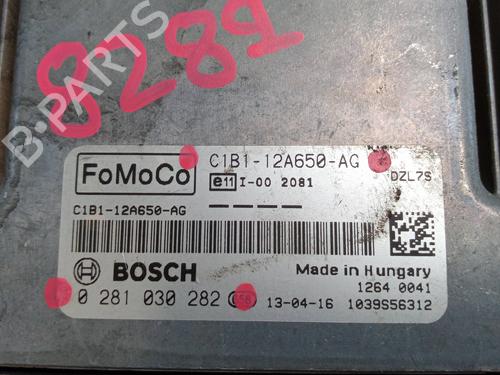 B-PARTS
8289
FoMoCo
C1B1-12A650-AG
e11 I-00 2081
DZL7S
C1B1-12A650-AG
BOSCH
Made in Hungary
1264 0041
0 281 030 282
58
13-04-16
1039S56312